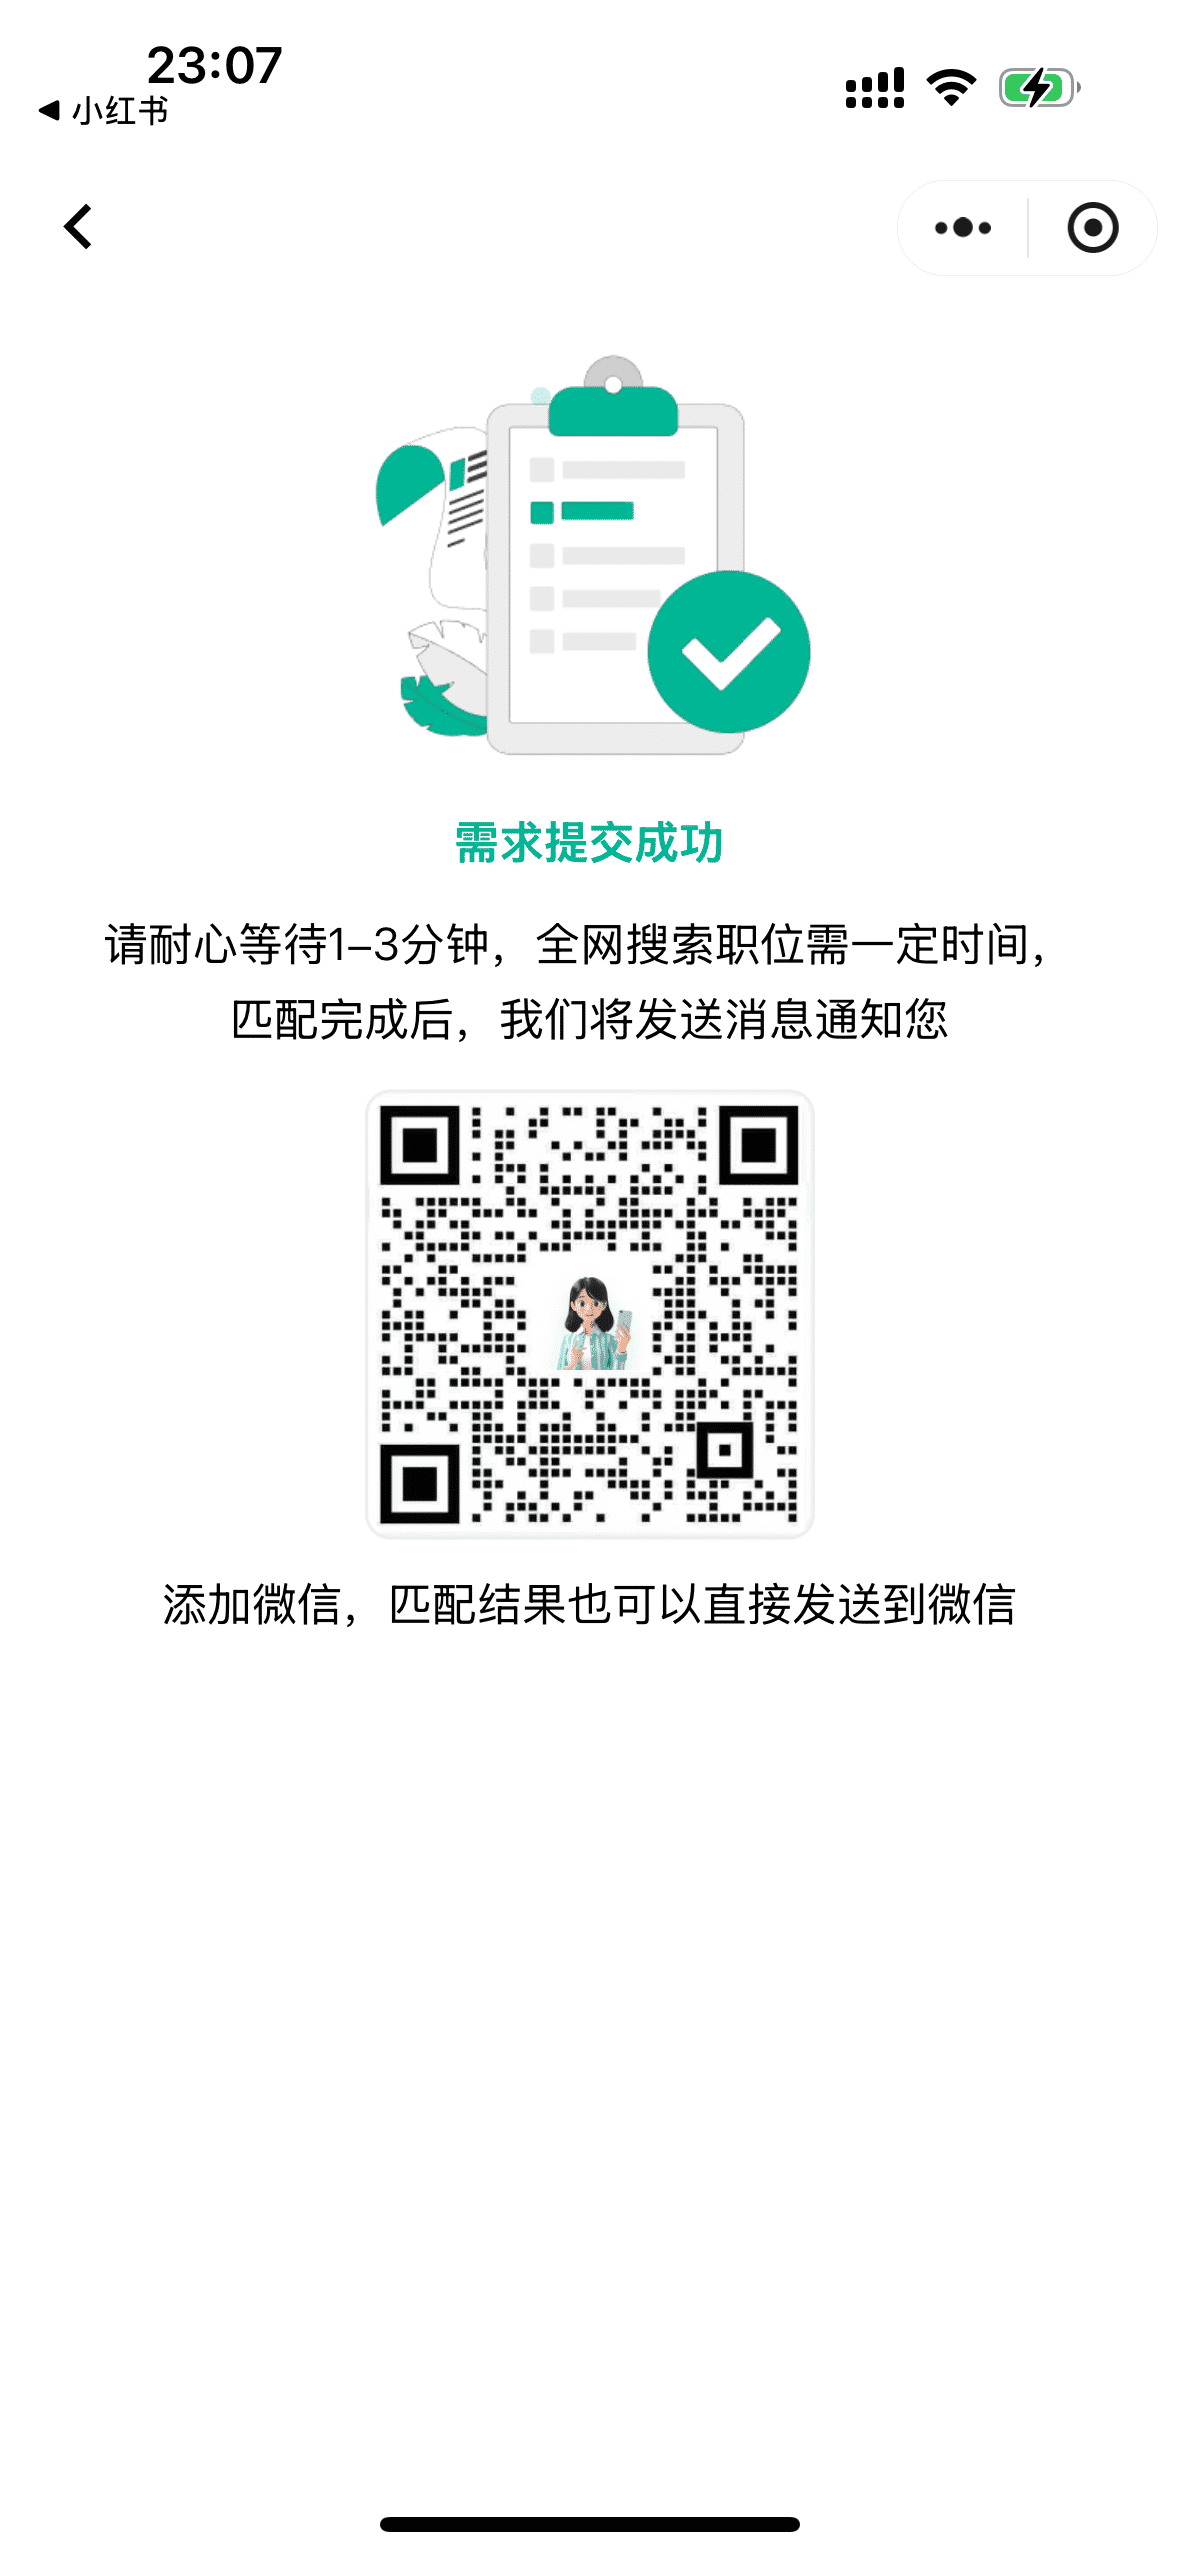 23:07
小红书
需求提交成功
请耐心等待1-3分钟，全网搜索职位需一定时间，
匹配完成后，我们将发送消息通知您
添加微信，匹配结果也可以直接发送到微信